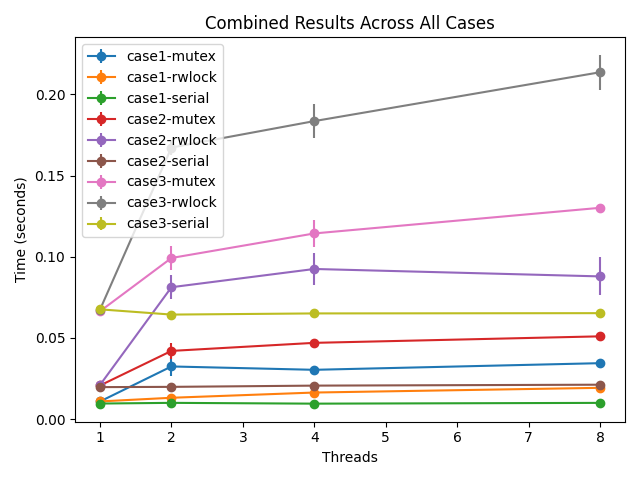 Combined Results Across All Cases
case1-mutex
case1-rwlock
case1-serial
case2-mutex
case2-rwlock
case2-serial
case3-mutex
case3-rwlock
case3-serial
Time (seconds)
0.20
0.15
0.10
0.05
0.00
1 2 3 4 5 6 7 8
Threads